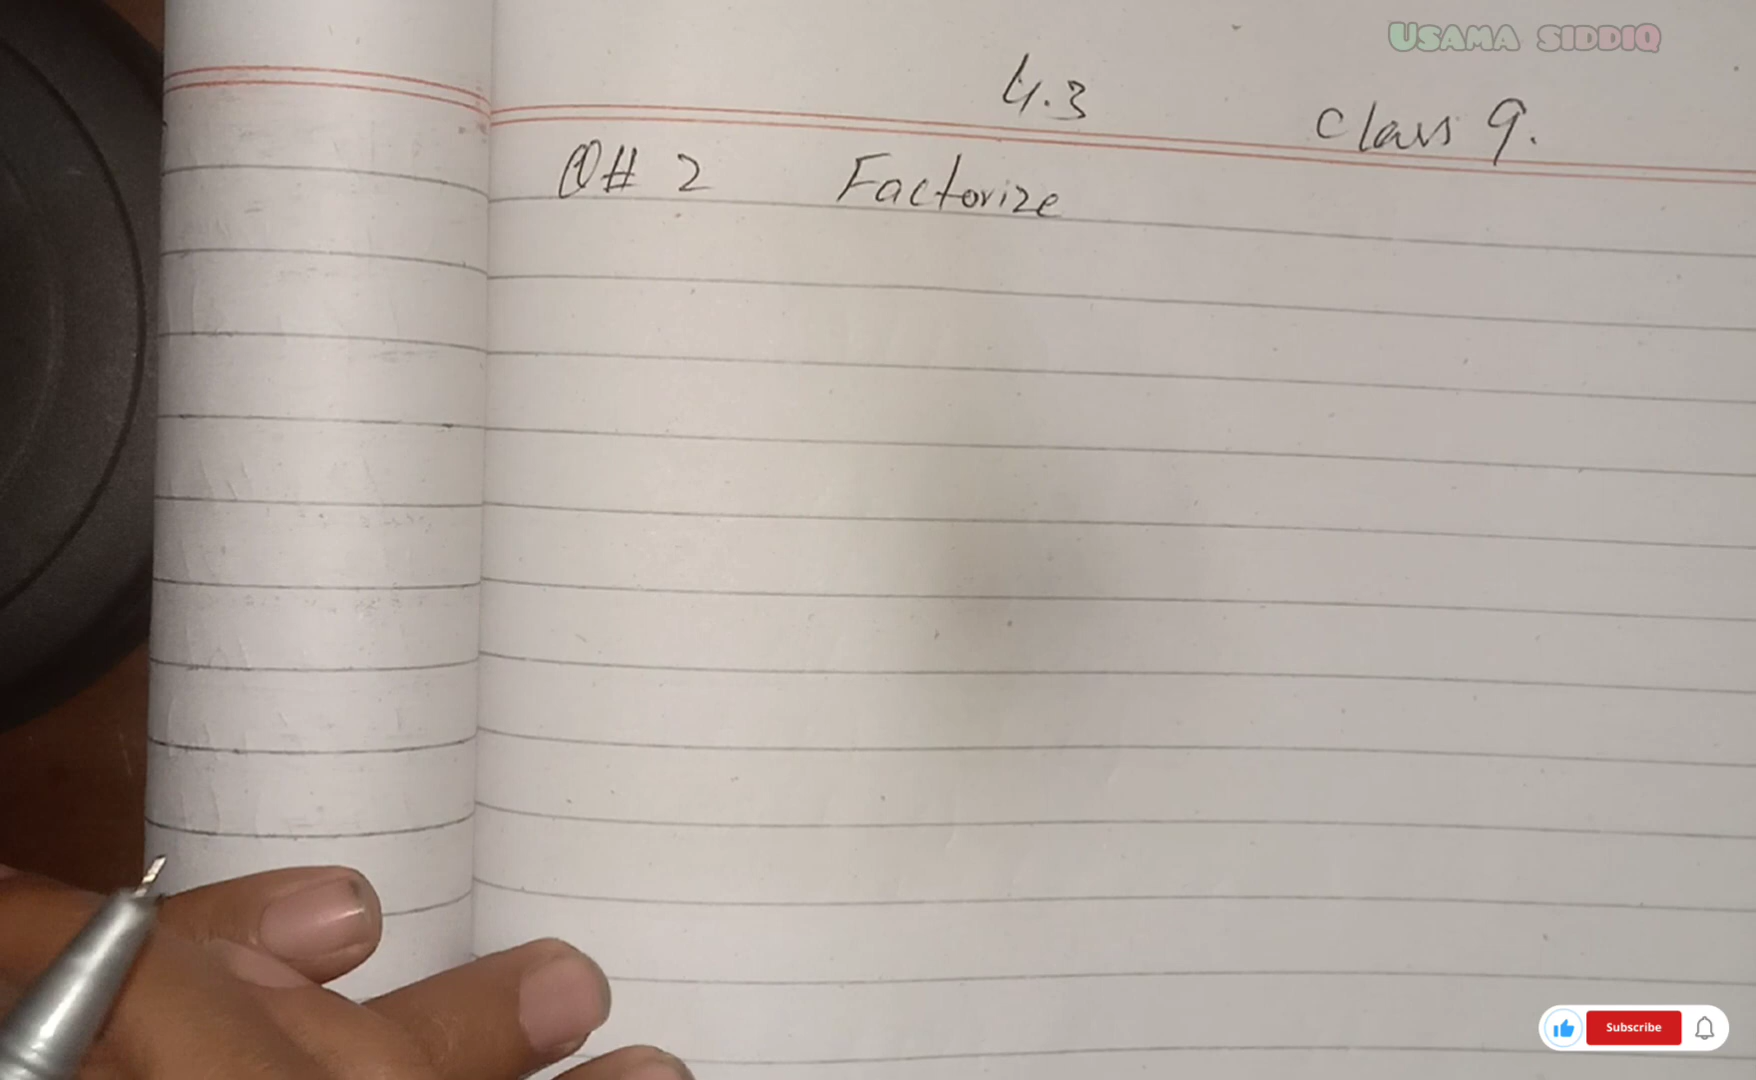 USAMA SIDDIQ
4.3
Class 9.
Q# 2 Factorize
Subscribe